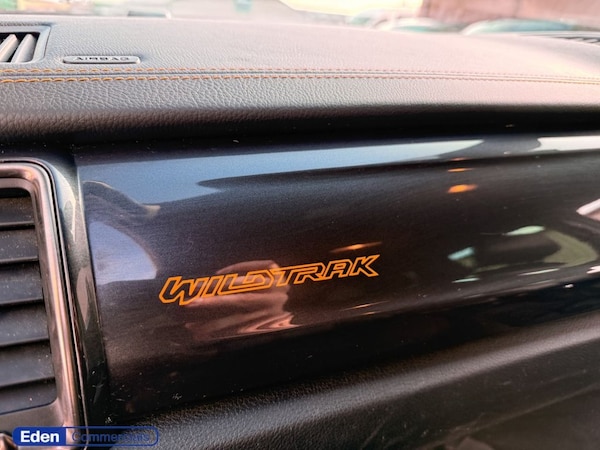 AIRBAG
WILDTRAK
Eden Commercials